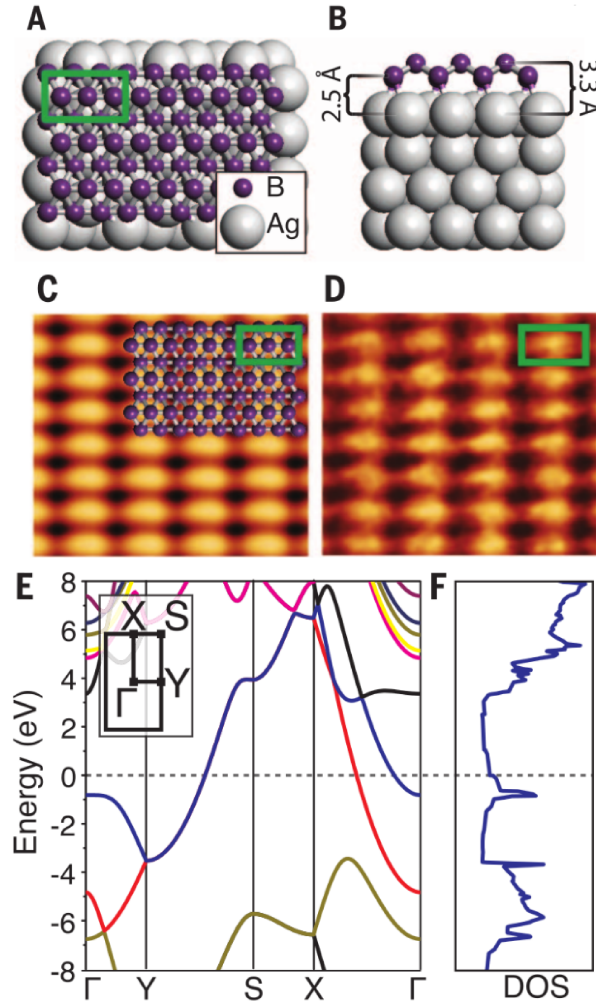 A
B
2.5 Å
3.3 Å
B
Ag
C
D
E
F
8
6
4
2
0
-2
-4
-6
-8
Energy (eV)
X S
Γ Y
Γ Y S X Γ
DOS